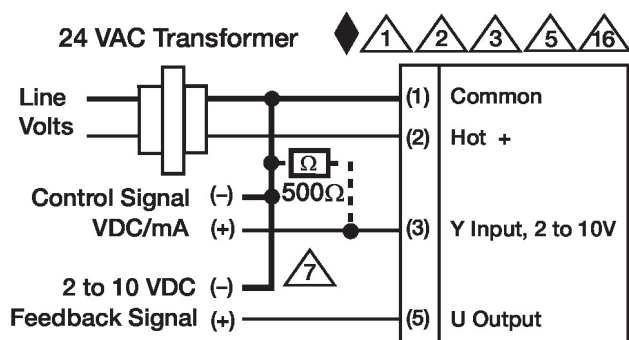 24 VAC Transformer
1 2 3 5 16
Line
Volts
(1) Common
(2) Hot +
Ω
500Ω
Control Signal (–)
VDC/mA (+)
(3) Y Input, 2 to 10V
7
2 to 10 VDC (–)
Feedback Signal (+)
(5) U Output